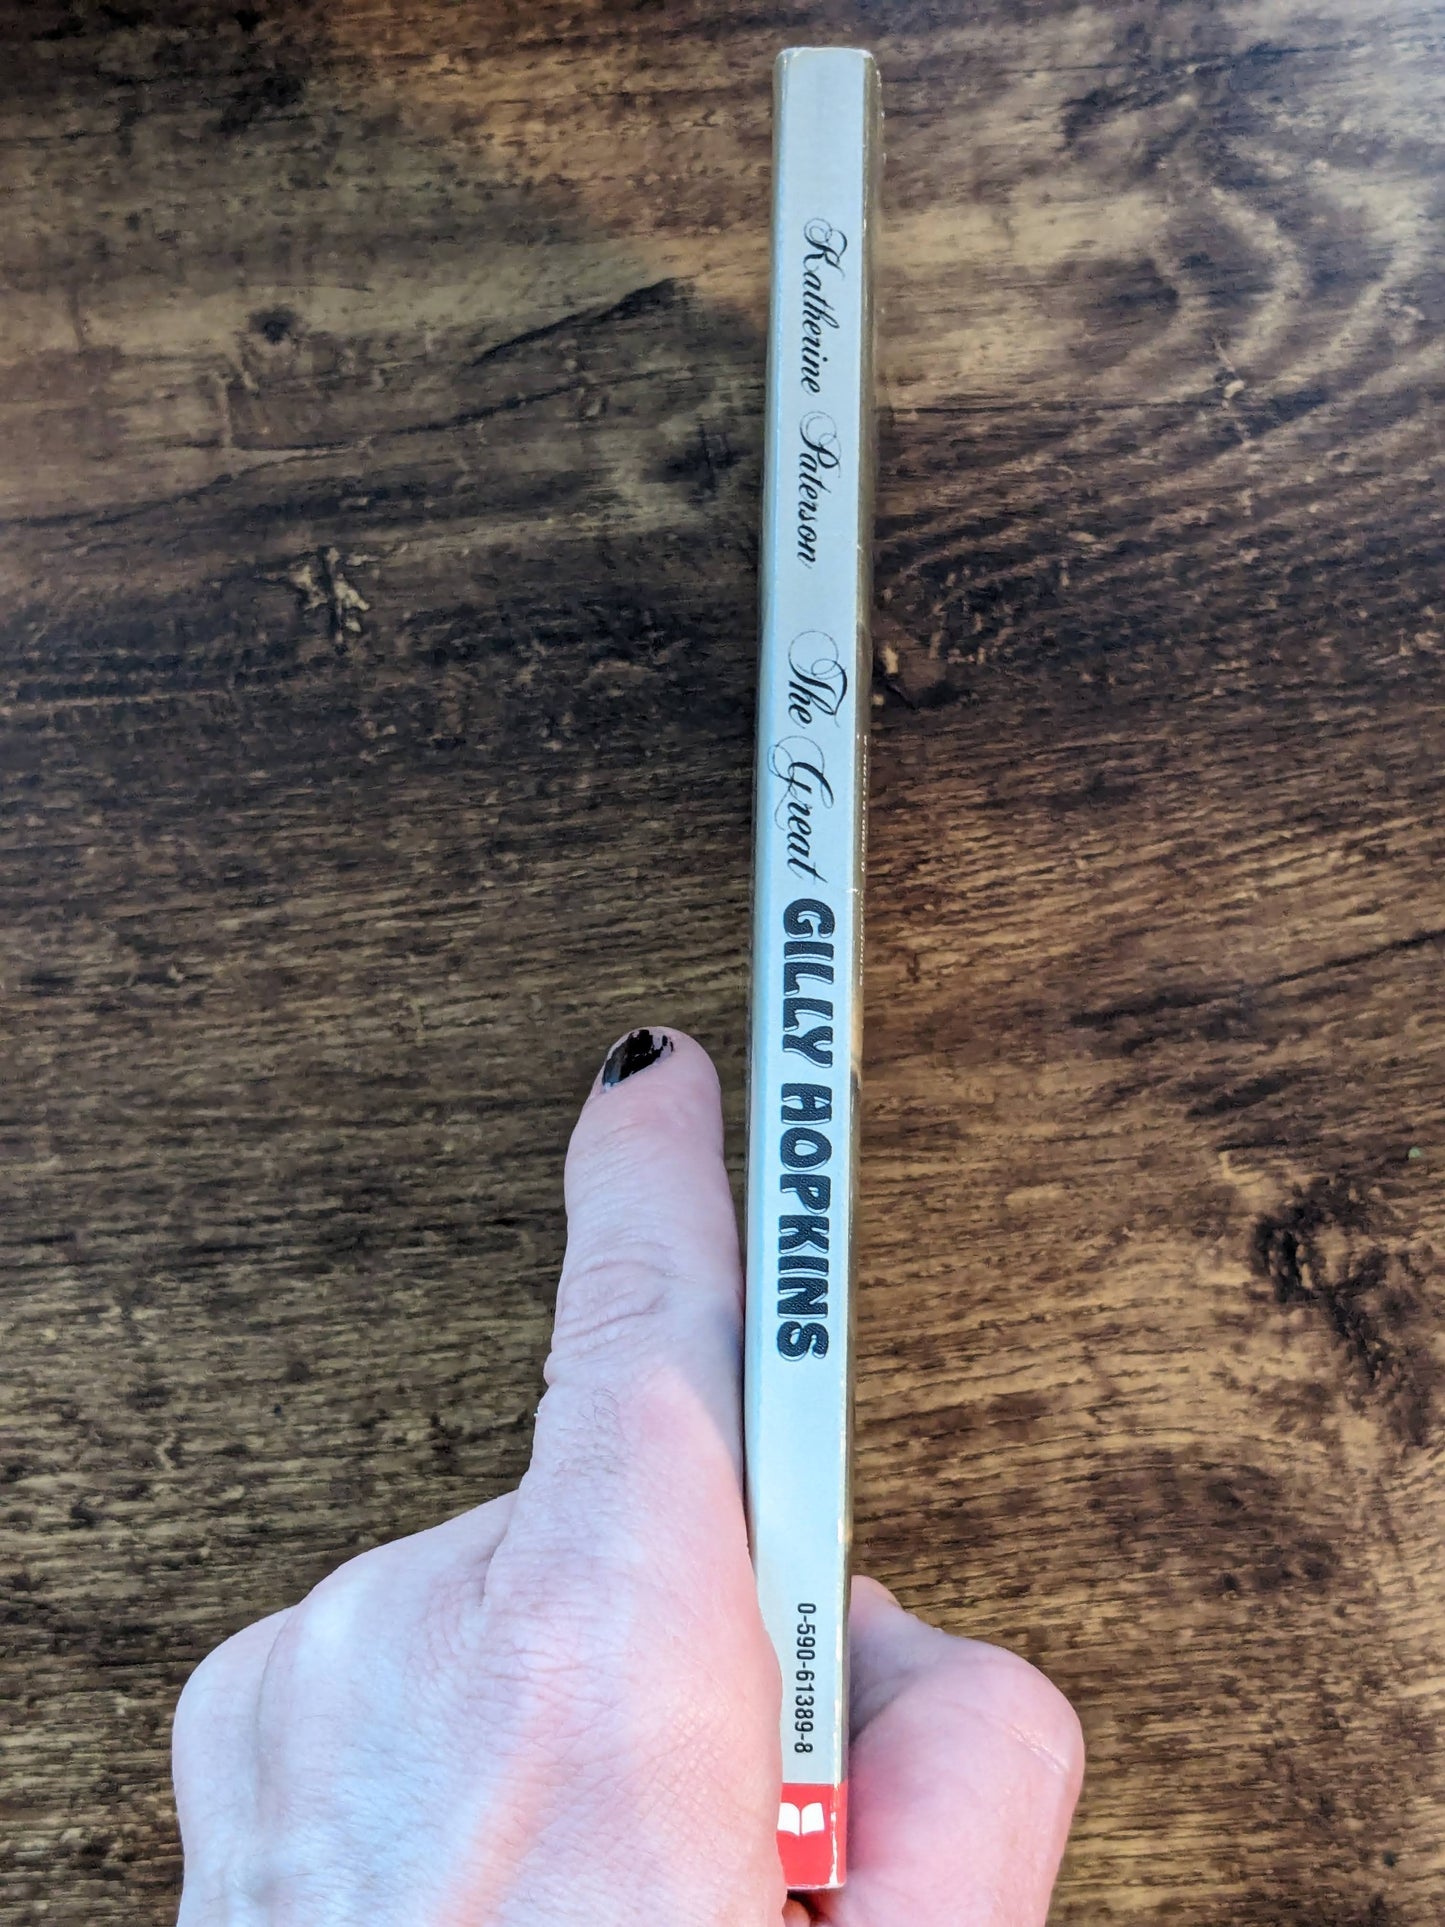 Katherine Paterson The Great GILLY HOPKINS 0-590-61389-8